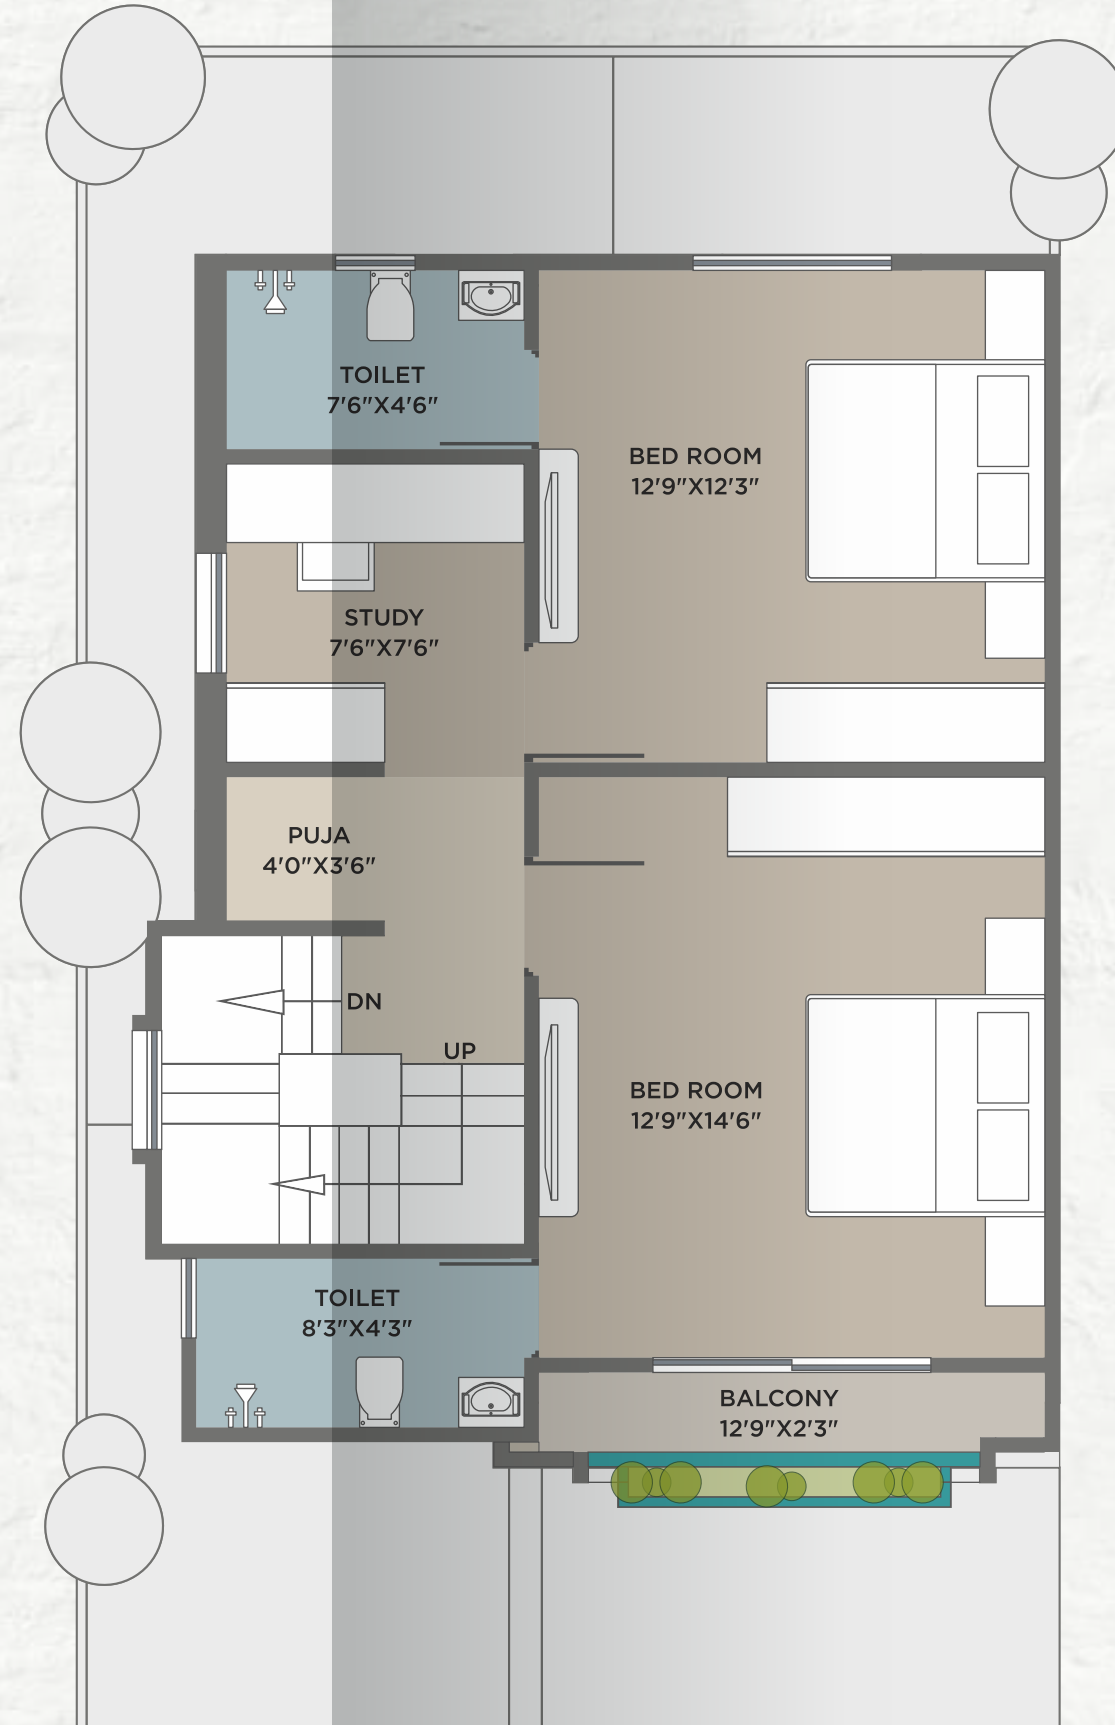 TOILET
7'6"X4'6"
BED ROOM
12'9"X12'3"
STUDY
7'6"X7'6"
PUJA
4'0"X3'6"
DN
UP
BED ROOM
12'9"X14'6"
TOILET
8'3"X4'3"
BALCONY
12'9"X2'3"